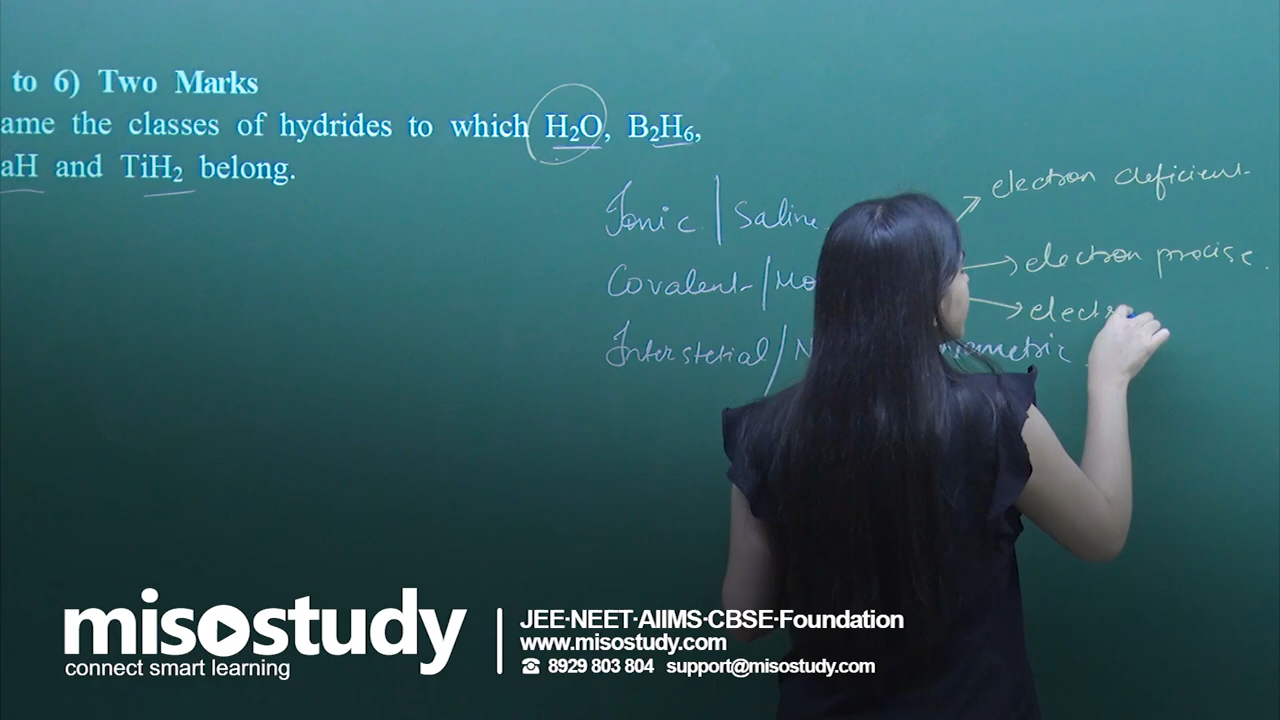 to 6) Two Marks
ame the classes of hydrides to which H₂O, B₂H₆,
aH and TiH₂ belong.
electron deficient
Ionic | Saline
electron precise.
Covalent / Mo
electr
Interstetial / N iometric
misostudy
connect smart learning
JEE·NEET·AIIMS·CBSE·Foundation
www.misostudy.com
8929 803 804 support@misostudy.com